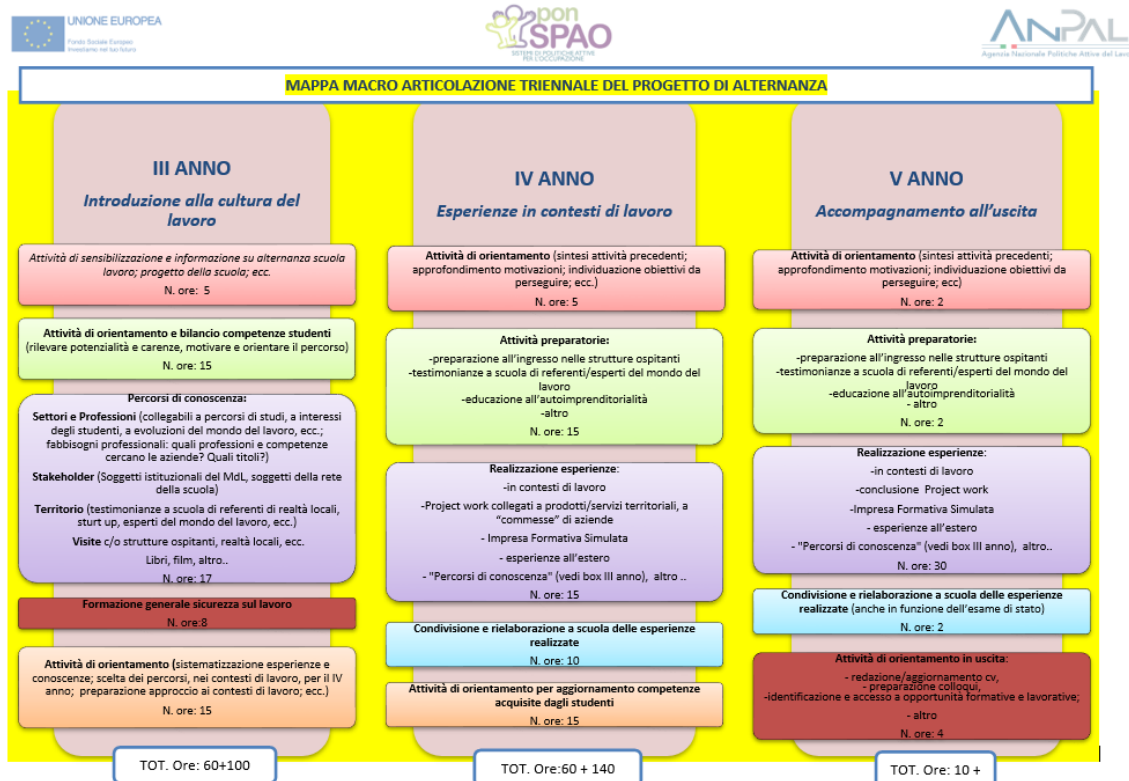 UNIONE EUROPEA
Fondo Sociale Europeo
Investiamo nel tuo futuro
pon
SPAO
SISTEMI DI POLITICHE ATTIVE
PER L'OCCUPAZIONE
ANPAL
Agenzia Nazionale Politiche Attive del Lavo
MAPPA MACRO ARTICOLAZIONE TRIENNALE DEL PROGETTO DI ALTERNANZA
III ANNO
Introduzione alla cultura del
lavoro
Attività di sensibilizzazione e informazione su alternanza scuola
lavoro; progetto della scuola; ecc.
N. ore: 5
Attività di orientamento e bilancio competenze studenti
(rilevare potenzialità e carenze, motivare e orientare il percorso)
N. ore: 15
Percorsi di conoscenza:
Settori e Professioni (collegabili a percorsi di studi, a interessi
degli studenti, a evoluzioni del mondo del lavoro, ecc.;
fabbisogni professionali: quali professioni e competenze
cercano le aziende? Quali titoli?)
Stakeholder (Soggetti istituzionali del MdL, soggetti della rete
della scuola)
Territorio (testimonianze a scuola di referenti di realtà locali,
sturt up, esperti del mondo del lavoro, ecc.)
Visite c/o strutture ospitanti, realtà locali, ecc.
Libri, film, altro..
N. ore: 17
Formazione generale sicurezza sul lavoro
N. ore:8
Attività di orientamento (sistematizzazione esperienze e
conoscenze; scelta dei percorsi, nei contesti di lavoro, per il IV
anno; preparazione approccio ai contesti di lavoro; ecc.)
N. ore: 15
TOT. Ore: 60+100
IV ANNO
Esperienze in contesti di lavoro
Attività di orientamento (sintesi attività precedenti;
approfondimento motivazioni; individuazione obiettivi da
perseguire; ecc.)
N. ore: 5
Attività preparatorie:
-preparazione all'ingresso nelle strutture ospitanti
-testimonianze a scuola di referenti/esperti del mondo del
lavoro
-educazione all'autoimprenditorialità
-altro
N. ore: 15
Realizzazione esperienze:
-in contesti di lavoro
-Project work collegati a prodotti/servizi territoriali, a
"commesse" di aziende
- Impresa Formativa Simulata
- esperienze all'estero
- "Percorsi di conoscenza" (vedi box III anno), altro ..
N. ore: 15
Condivisione e rielaborazione a scuola delle esperienze
realizzate
N. ore: 10
Attività di orientamento per aggiornamento competenze
acquisite dagli studenti
N. ore: 15
TOT. Ore:60 + 140
V ANNO
Accompagnamento all'uscita
Attività di orientamento (sintesi attività precedenti;
approfondimento motivazioni; individuazione obiettivi da
perseguire; ecc)
N. ore: 2
Attività preparatorie:
-preparazione all'ingresso nelle strutture ospitanti
-testimonianze a scuola di referenti/esperti del mondo del
lavoro
-educazione all'autoimprenditorialità
- altro
N. ore: 2
Realizzazione esperienze:
-in contesti di lavoro
-conclusione Project work
-Impresa Formativa Simulata
- esperienze all'estero
- "Percorsi di conoscenza" (vedi box III anno), altro..
N. ore: 30
Condivisione e rielaborazione a scuola delle esperienze
realizzate (anche in funzione dell'esame di stato)
N. ore: 2
Attività di orientamento in uscita:
- redazione/aggiornamento cv,
- preparazione colloqui,
-identificazione e accesso a opportunità formative e lavorative;
- altro
N. ore: 4
TOT. Ore: 10 +